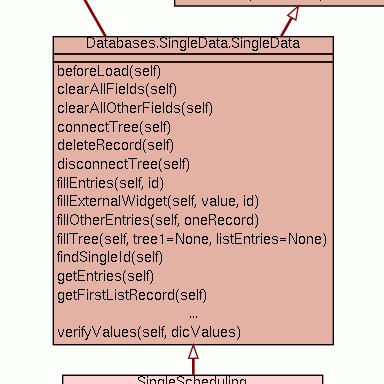 Databases.SingleData.SingleData
beforeLoad(self)
clearAllFields(self)
clearAllOtherFields(self)
connectTree(self)
deleteRecord(self)
disconnectTree(self)
fillEntries(self, id)
fillExternalWidget(self, value, id)
fillOtherEntries(self, oneRecord)
fillTree(self, tree1=None, listEntries=None)
findSingleId(self)
getEntries(self)
getFirstListRecord(self)
...
verifyValues(self, dicValues)
SingleScheduling